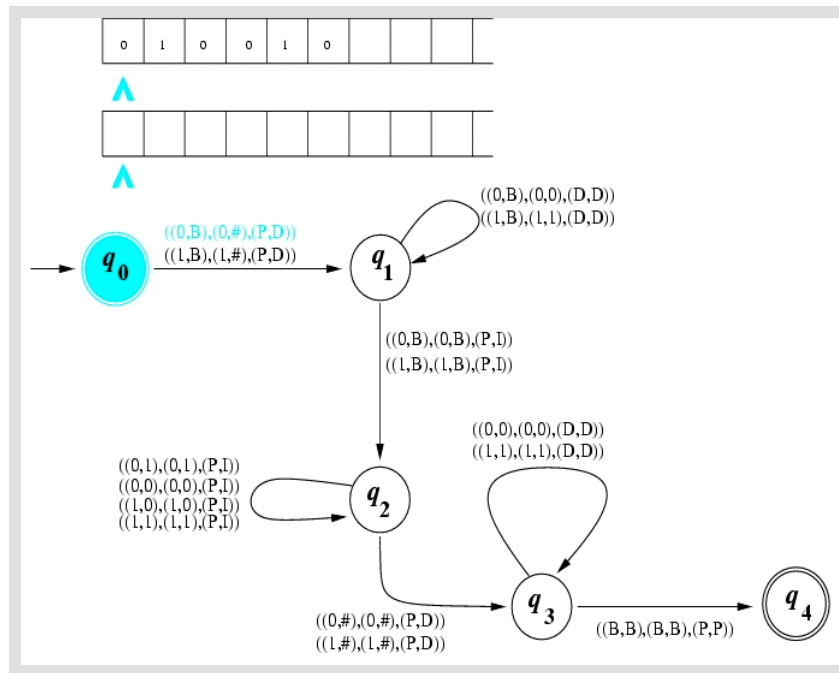 0 1 0 0 1 0
((0,B),(0,0),(D,D))
((1,B),(1,1),(D,D))
((0,B),(0,#),(P,D))
((1,B),(1,#),(P,D))
q0
q1
((0,B),(0,B),(P,I))
((1,B),(1,B),(P,I))
((0,0),(0,0),(D,D))
((1,1),(1,1),(D,D))
((0,1),(0,1),(P,I))
((0,0),(0,0),(P,I))
((1,0),(1,0),(P,I))
((1,1),(1,1),(P,I))
q2
q3
q4
((0,#),(0,#),(P,D))
((1,#),(1,#),(P,D))
((B,B),(B,B),(P,P))